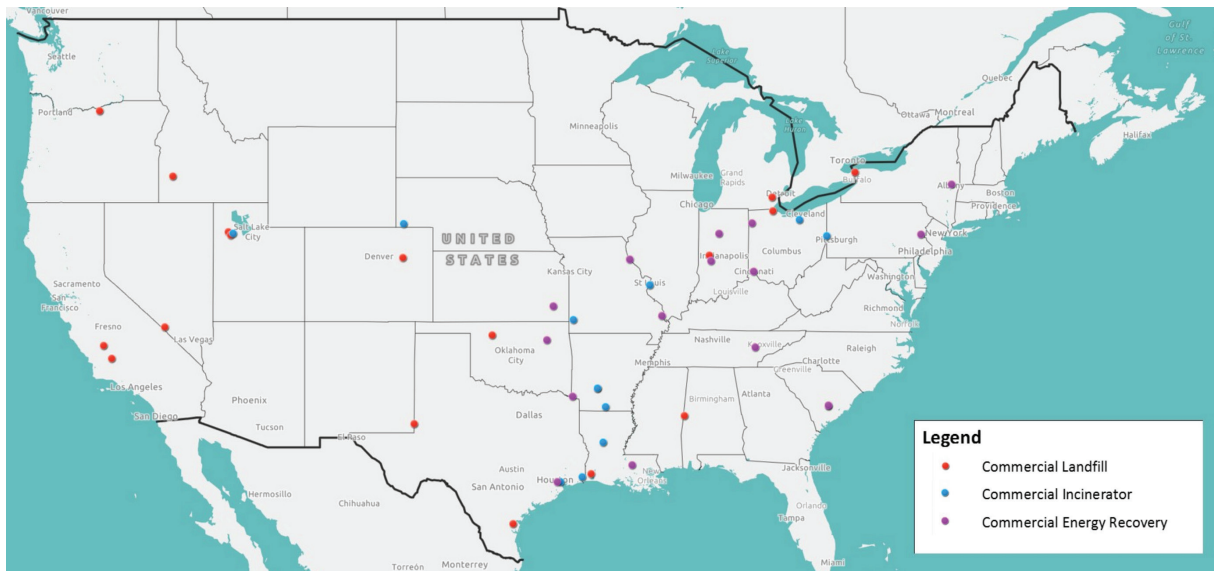 Vancouver
Gulf
of St.
Lawrence
Seattle
Lake
Superior
Quebec
Portland
Ottawa
Montreal
Minneapolis
Lake
Huron
Halifax
Toronto
Milwaukee
Grand
Rapids
Buffalo
Albany
Boston
Detroit
Chicago
Providence
Cleveland
Salt Lake
City
UNITED
STATES
Pittsburgh
New York
Denver
Indianapolis
Columbus
Philadelphia
Kansas City
Cincinnati
Washington
Sacramento
St Louis
Louisville
San
Francisco
Richmond
Norfolk
Fresno
Las Vegas
Nashville
Knoxville
Raleigh
Oklahoma
City
Memphis
Charlotte
Greenville
Los Angeles
Phoenix
Birmingham
Atlanta
San Diego
Dallas
Tucson
El Paso
Legend
Commercial Landfill
Commercial Incinerator
Commercial Energy Recovery
Austin
Jacksonville
San Antonio
Houston
New
Orleans
Hermosillo
Chihuahua
Orlando
Tampa
Torreón
Monterrey
Miami